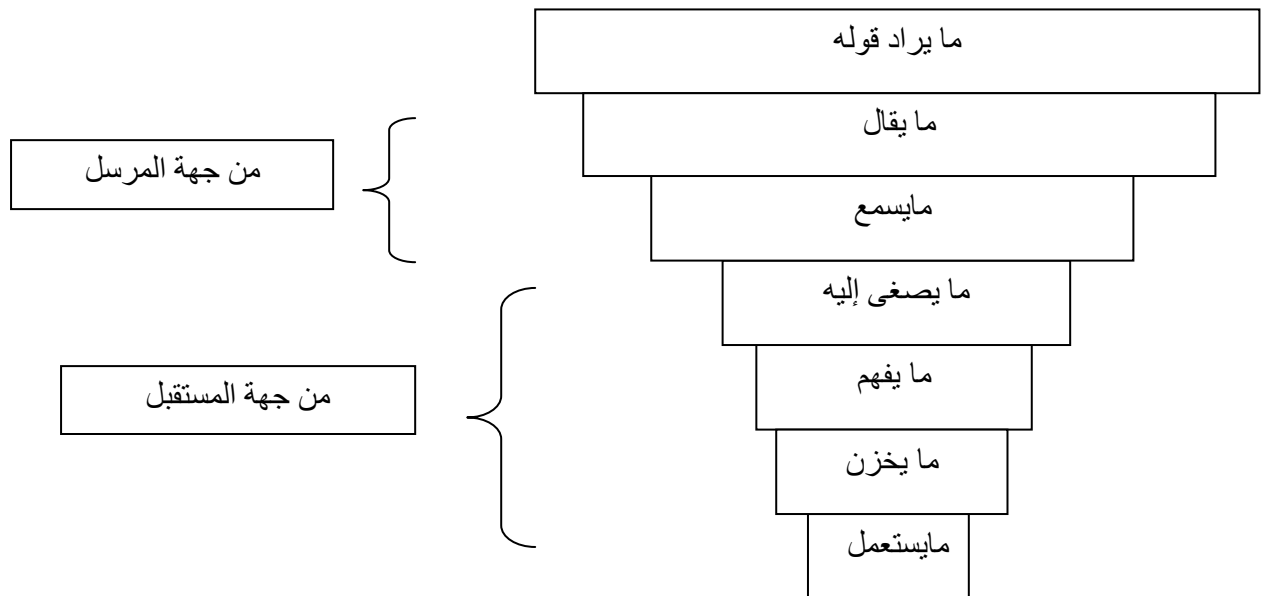 ما يراد قوله
ما يقال
من جهة المرسل
مايسمع
ما يصغى إليه
ما يفهم
من جهة المستقبل
ما يخزن
مايستعمل